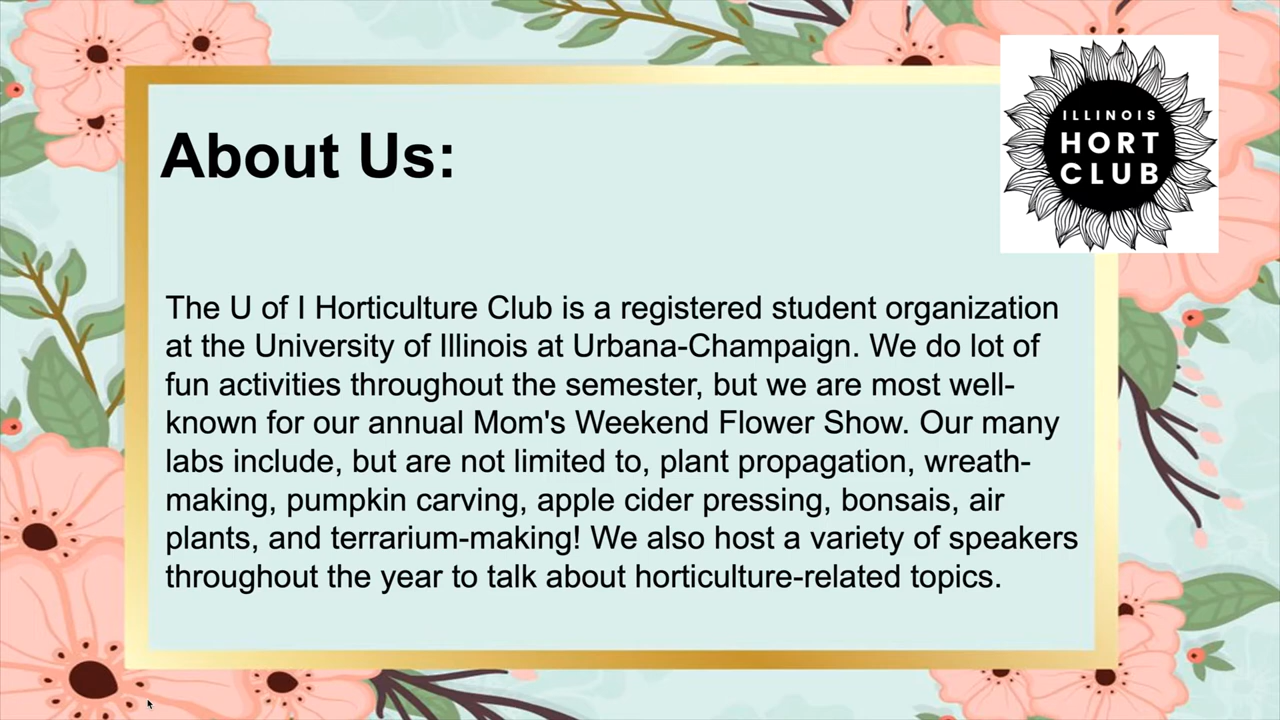 ILLINOIS
HORT
CLUB
About Us:
The U of I Horticulture Club is a registered student organization
at the University of Illinois at Urbana-Champaign. We do lot of
fun activities throughout the semester, but we are most well-
known for our annual Mom's Weekend Flower Show. Our many
labs include, but are not limited to, plant propagation, wreath-
making, pumpkin carving, apple cider pressing, bonsais, air
plants, and terrarium-making! We also host a variety of speakers
throughout the year to talk about horticulture-related topics.